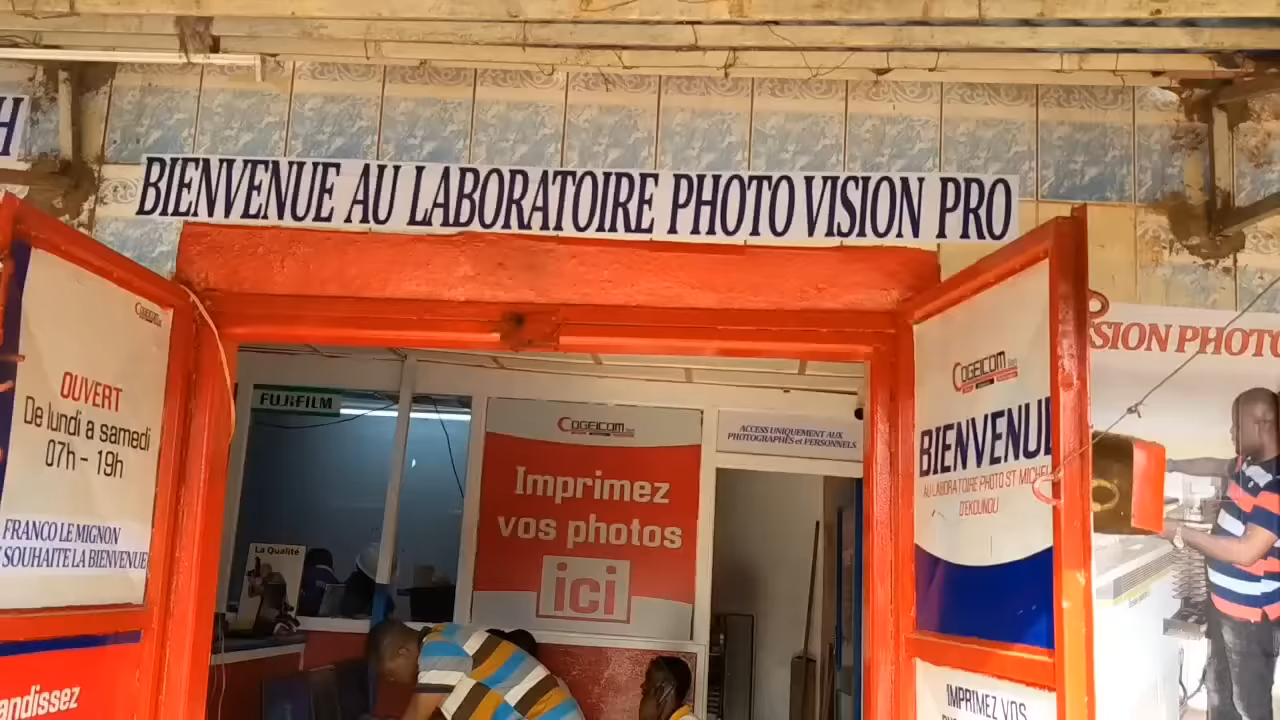 H
BIENVENUE AU LABORATOIRE PHOTO VISION PRO
COGEICOM
OUVERT
De lundi a samedi
07h - 19h
FRANCO LE MIGNON
SOUHAITE LA BIENVENUE
andissez
FUJIFILM
La Qualité
COGEICOM
Imprimez
vos photos
ici
ACCESS UNIQUEMENT AUX
PHOTOGRAPHES et PERSONNELS
COGEICOM
BIENVENUE
AU LABORATOIRE PHOTO ST MICHEL
D'EKOUNOU
IMPRIMEZ VOS
SION PHOTO